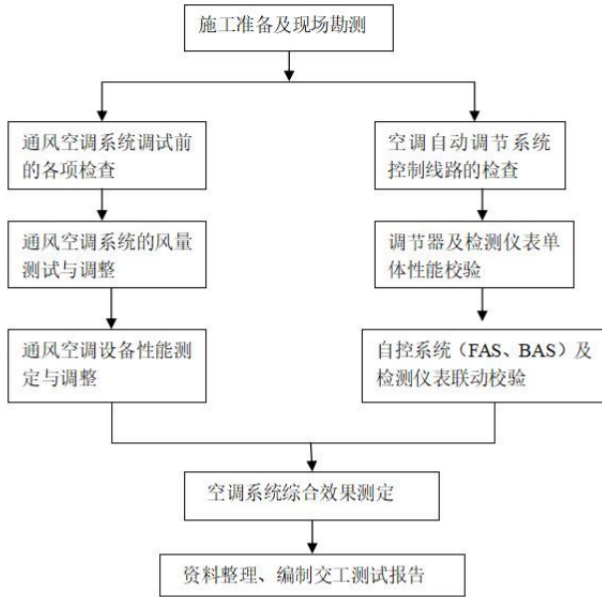 施工准备及现场勘测
通风空调系统调试前
的各项检查
空调自动调节系统
控制线路的检查
通风空调系统的风量
测试与调整
调节器及检测仪表单
体性能校验
通风空调设备性能测
定与调整
自控系统（FAS、BAS）及
检测仪表联动校验
空调系统综合效果测定
资料整理、编制交工测试报告